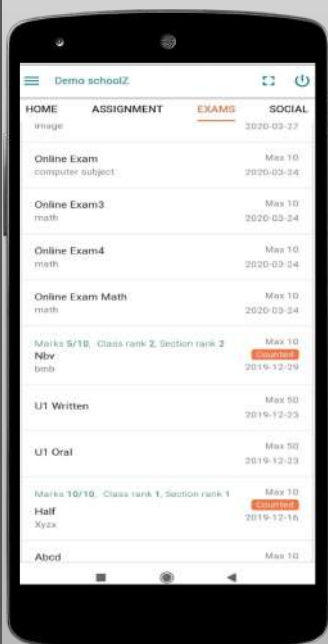 Demo schoolZ
HOME ASSIGNMENT EXAMS SOCIAL
image 2020-03-27
Online Exam Max 10
computer subject 2020-03-24
Online Exam3 Max 10
math 2020-03-24
Online Exam4 Max 10
math 2020-03-24
Online Exam Math Max 10
math 2020-03-24
Marks 5/10, Class rank 2, Section rank 2 Max 10
Nbv Counted
bmb 2019-12-29
U1 Written Max 50
2019-12-23
U1 Oral Max 50
2019-12-23
Marks 10/10, Class rank 1, Section rank 1 Max 10
Half Counted
Xyzx 2019-12-16
Abcd Max 10